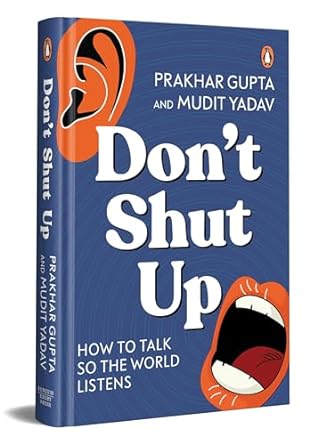 PRAKHAR GUPTA
AND MUDIT YADAV
Don't
Shut
Up
HOW TO TALK
SO THE WORLD
LISTENS
Don't Shut Up
PRAKHAR GUPTA
AND MUDIT YADAV